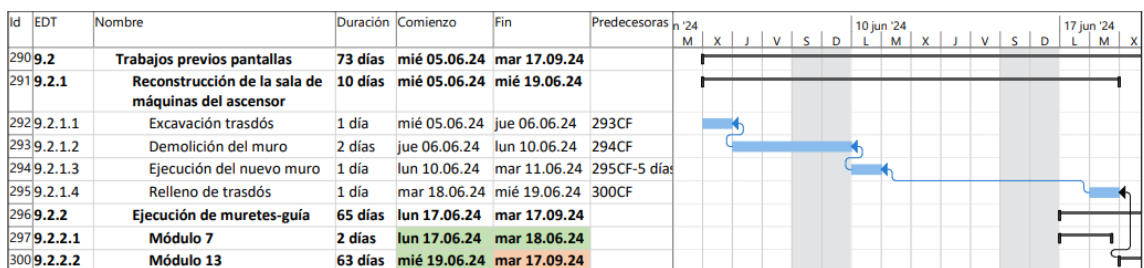 Id EDT Nombre Duración Comienzo Fin Predecesoras n '24 10 jun '24 17 jun '24
M X J V S D L M X J V S D L M X
290 9.2 Trabajos previos pantallas 73 días mié 05.06.24 mar 17.09.24
291 9.2.1 Reconstrucción de la sala de 10 días mié 05.06.24 mié 19.06.24
máquinas del ascensor
292 9.2.1.1 Excavación trasdós 1 día mié 05.06.24 jue 06.06.24 293CF
293 9.2.1.2 Demolición del muro 2 días jue 06.06.24 lun 10.06.24 294CF
294 9.2.1.3 Ejecución del nuevo muro 1 día lun 10.06.24 mar 11.06.24 295CF-5 días
295 9.2.1.4 Relleno de trasdós 1 día mar 18.06.24 mié 19.06.24 300CF
296 9.2.2 Ejecución de muretes-guía 65 días lun 17.06.24 mar 17.09.24
297 9.2.2.1 Módulo 7 2 días lun 17.06.24 mar 18.06.24
300 9.2.2.2 Módulo 13 63 días mié 19.06.24 mar 17.09.24